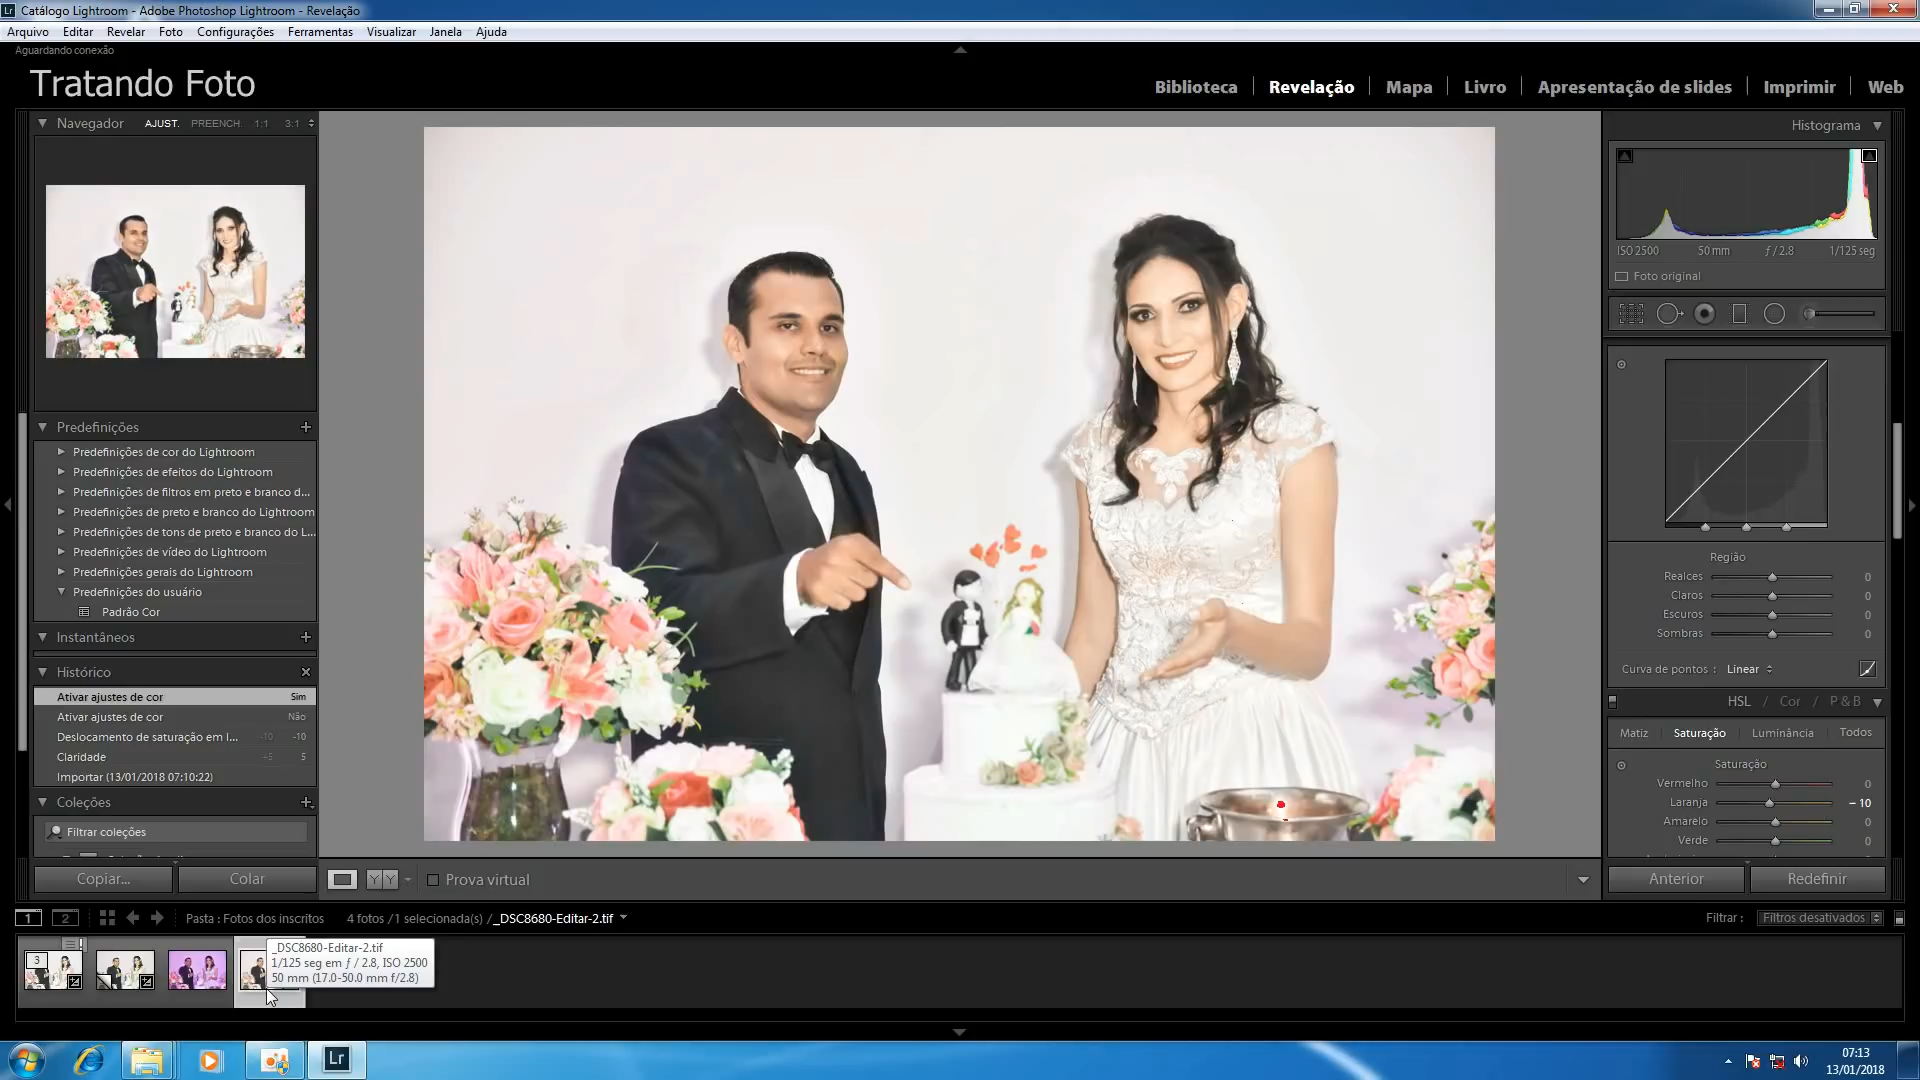 Catálogo Lightroom - Adobe Photoshop Lightroom - Revelação
Arquivo Editar Revelar Foto Configurações Ferramentas Visualizar Janela Ajuda
Aguardando conexão
Tratando Foto
Biblioteca Revelação Mapa Livro Apresentação de slides Imprimir Web
Navegador AJUST. PREENCH. 1:1 3:1
Predefinições
Predefinições de cor do Lightroom
Predefinições de efeitos do Lightroom
Predefinições de filtros em preto e branco d...
Predefinições de preto e branco do Lightroom
Predefinições de tons de preto e branco do L...
Predefinições de vídeo do Lightroom
Predefinições gerais do Lightroom
Predefinições do usuário
Padrão Cor
Instantâneos
Histórico
Ativar ajustes de cor Sim
Ativar ajustes de cor Não
Deslocamento de saturação em l... -10 -10
Claridade +5 5
Importar (13/01/2018 07:10:22)
Coleções
Filtrar coleções
Copiar... Colar
Prova virtual
Histograma
ISO 2500 50 mm ƒ / 2.8 1/125 seg
Foto original
Região
Realces 0
Claros 0
Escuros 0
Sombras 0
Curva de pontos : Linear
HSL / Cor / P & B
Matiz Saturação Luminância Todos
Saturação
Vermelho 0
Laranja – 10
Amarelo 0
Verde 0
Anterior Redefinir
1 2 Pasta : Fotos dos inscritos 4 fotos /1 selecionada(s) /_DSC8680-Editar-2.tif
Filtrar : Filtros desativados
3
_DSC8680-Editar-2.tif
1/125 seg em ƒ / 2.8, ISO 2500
50 mm (17.0-50.0 mm f/2.8)
Lr
07:13
13/01/2018